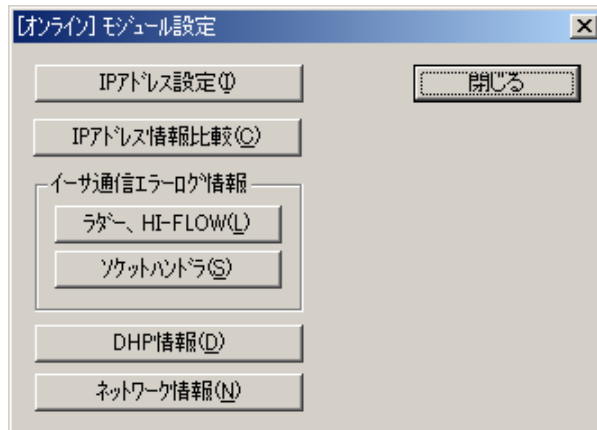 [オンライン] モジュール設定
IPアドレス設定(I)
閉じる
IPアドレス情報比較(C)
イーサ通信エラーログ情報
ラダー、HI-FLOW(L)
ソケットハンドラ(S)
DHP情報(D)
ネットワーク情報(N)